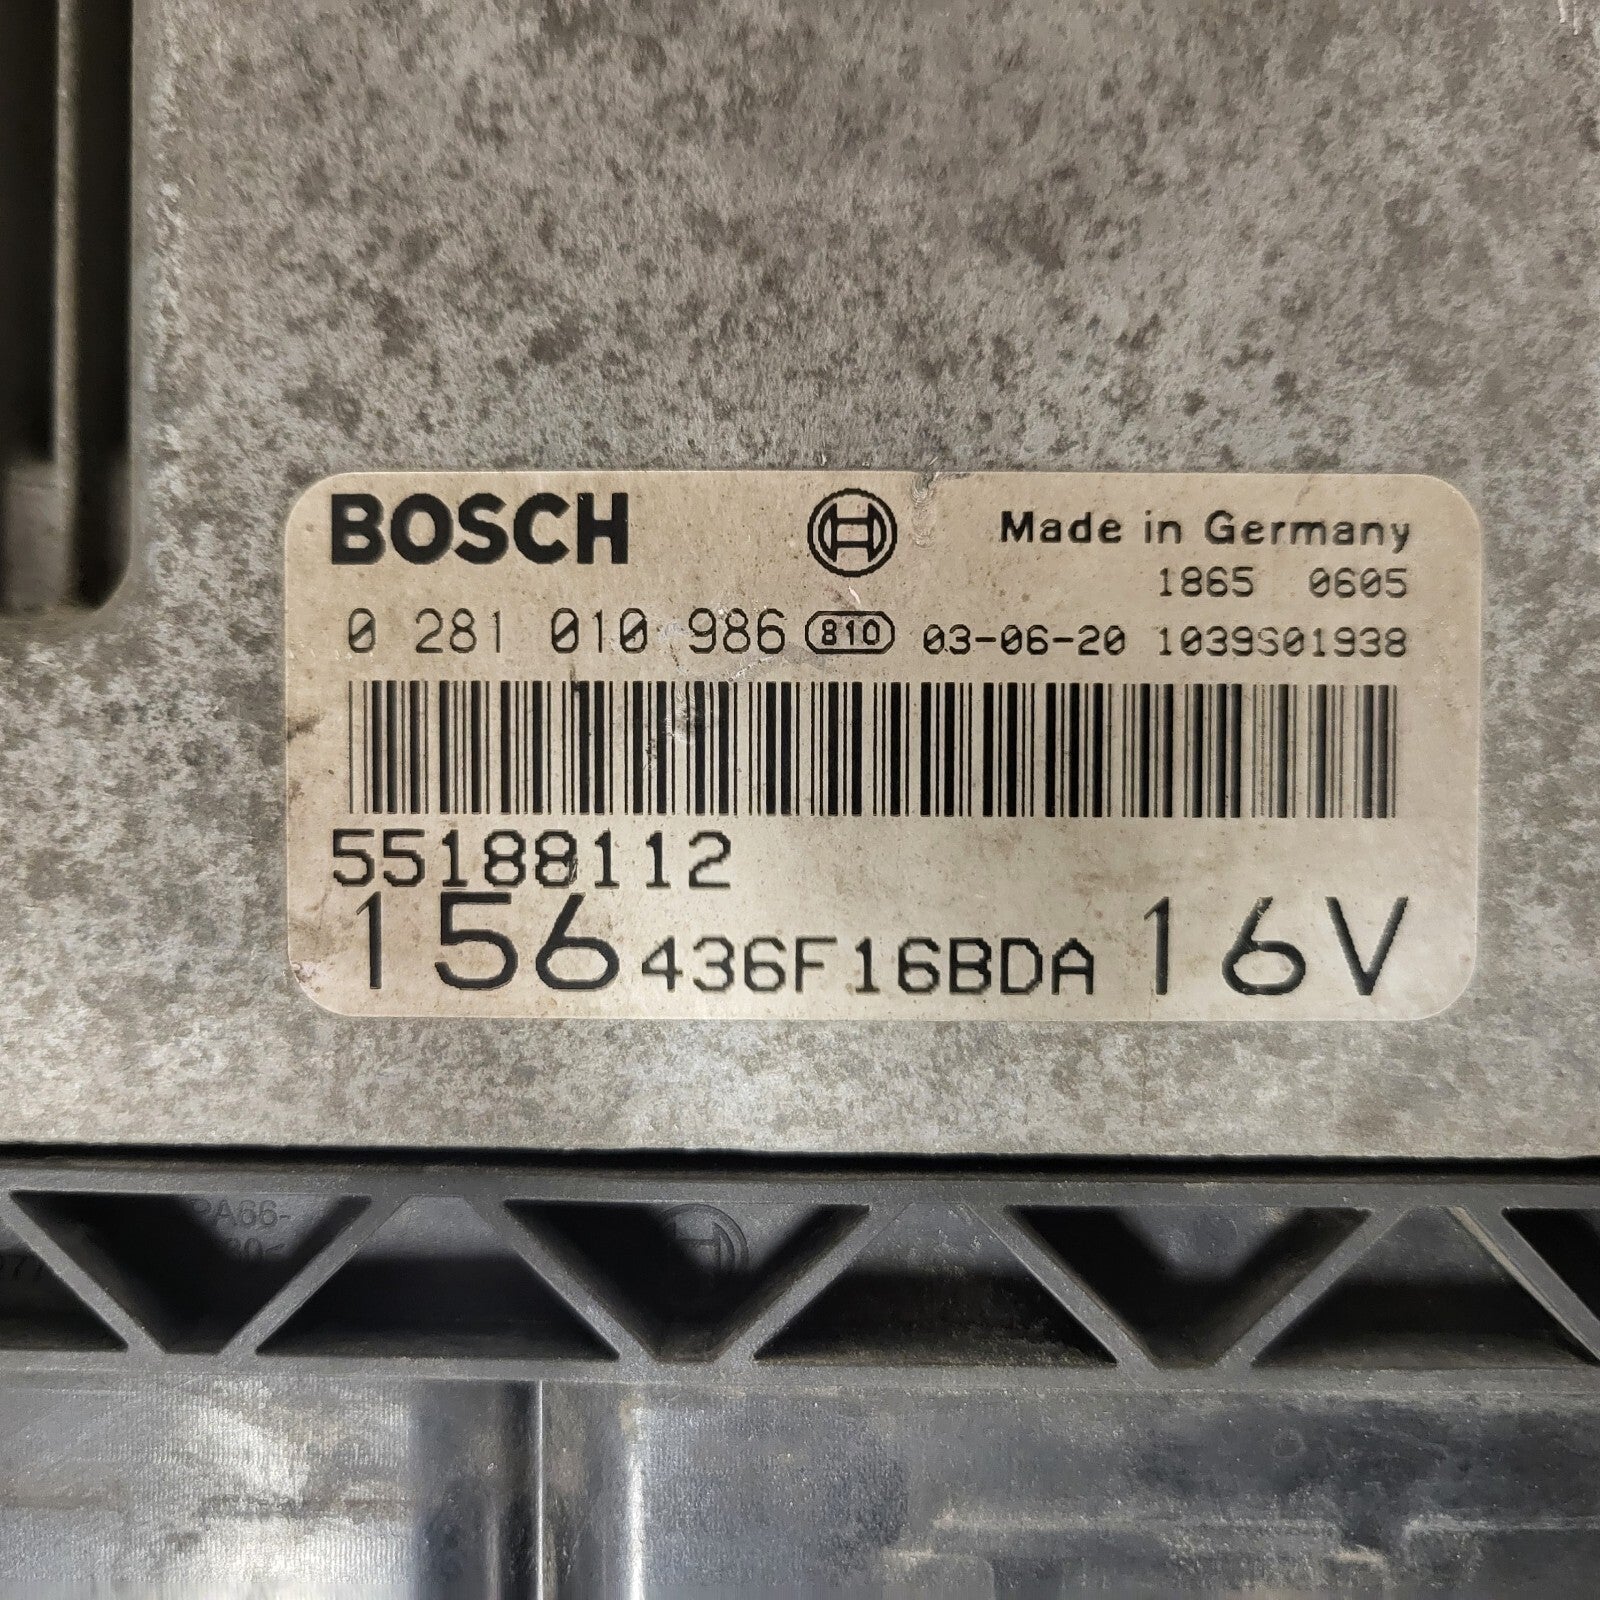 BOSCH Made in Germany
1865 0605
0 281 010 986 810 03-06-20 1039S01938
55188112
156 436F16BDA 16V
PA66-